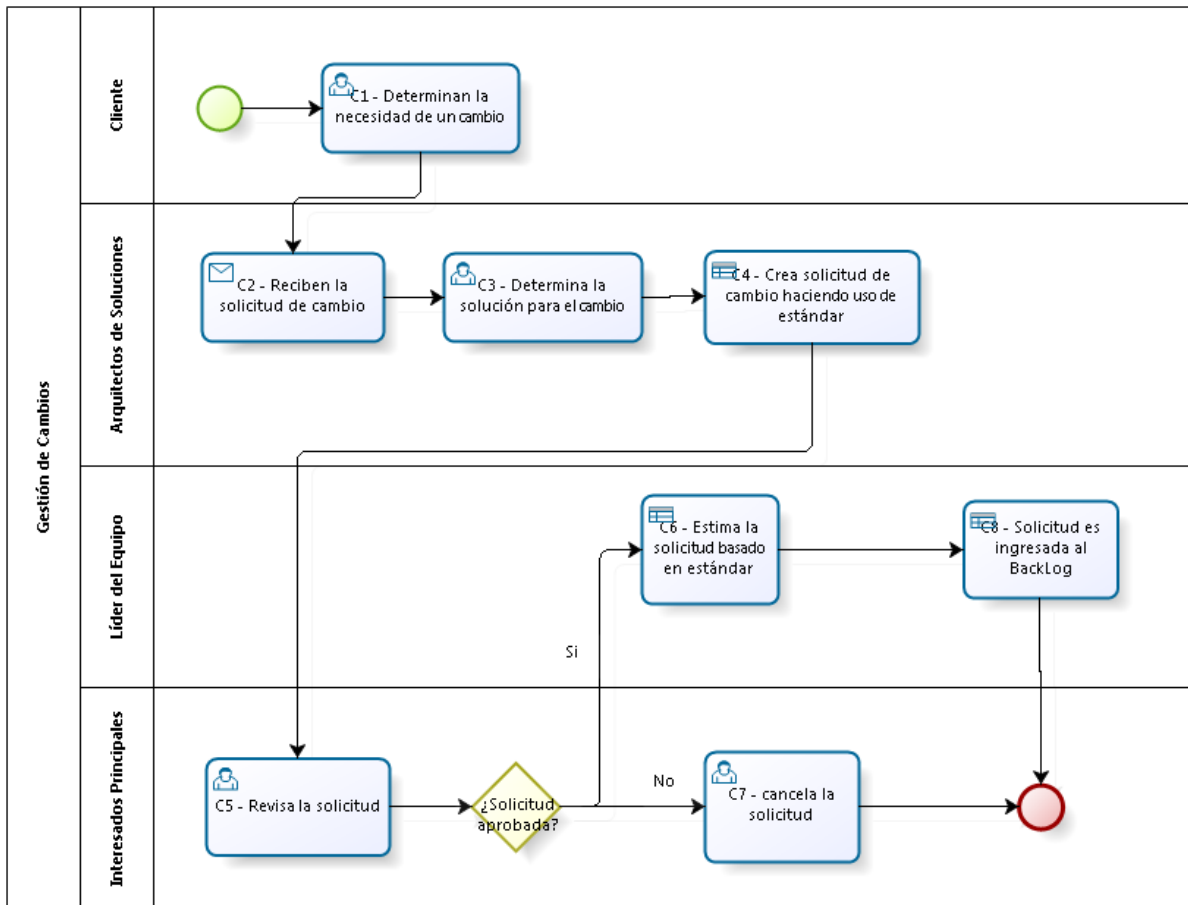 Gestión de Cambios
Cliente
C1 - Determinan la
necesidad de un cambio
Arquitectos de Soluciones
C2 - Reciben la
solicitud de cambio
C3 - Determina la
solución para el cambio
C4 - Crea solicitud de
cambio haciendo uso de
estándar
Líder del Equipo
C6 - Estima la
solicitud basado
en estándar
C8 - Solicitud es
ingresada al
BackLog
Si
Interesados Principales
C5 - Revisa la solicitud
¿Solicitud
aprobada?
No
C7 - cancela la
solicitud